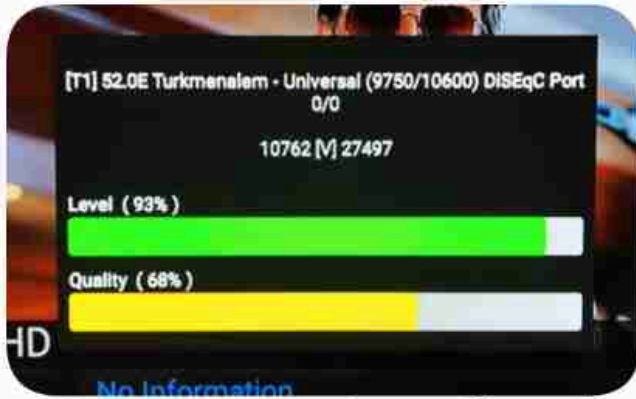 [T1] 52.0E Turkmenalem - Universal (9750/10600) DiSEqC Port
0/0
10762 [V] 27497
Level ( 93% )
Quality ( 68% )
HD
No Information